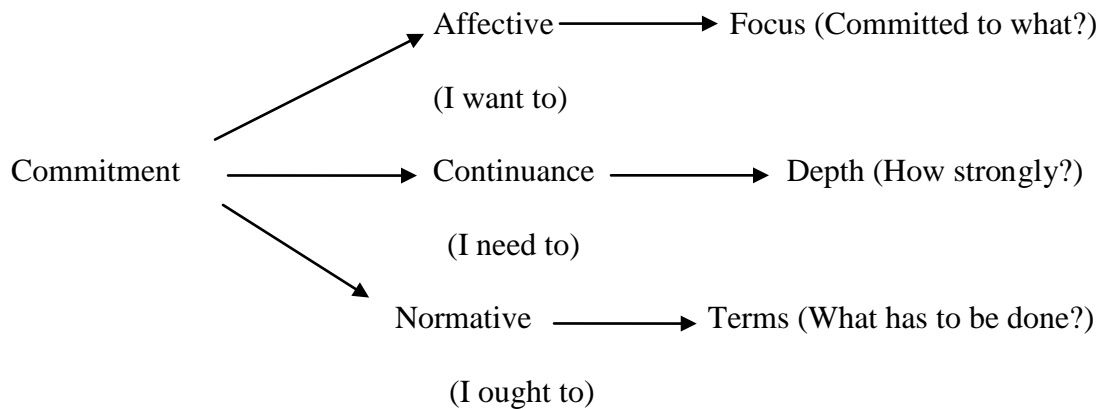 Affective Focus (Committed to what?)
(I want to)
Commitment Continuance Depth (How strongly?)
(I need to)
Normative Terms (What has to be done?)
(I ought to)